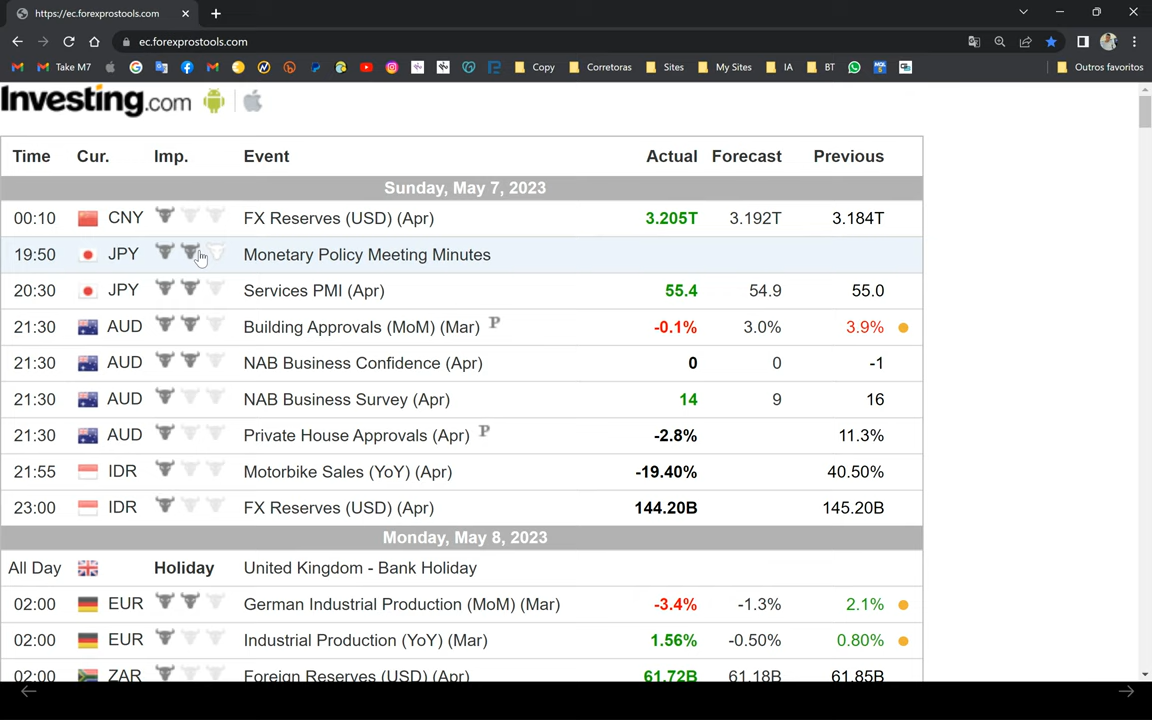 https://ec.forexprostools.com
ec.forexprostools.com
Take M7
Copy
Corretoras
Sites
My Sites
IA
BT
Outros favoritos
Investing.com
Time Cur. Imp. Event Actual Forecast Previous
Sunday, May 7, 2023
00:10 CNY FX Reserves (USD) (Apr) 3.205T 3.192T 3.184T
19:50 JPY Monetary Policy Meeting Minutes
20:30 JPY Services PMI (Apr) 55.4 54.9 55.0
21:30 AUD Building Approvals (MoM) (Mar) P -0.1% 3.0% 3.9%
21:30 AUD NAB Business Confidence (Apr) 0 0 -1
21:30 AUD NAB Business Survey (Apr) 14 9 16
21:30 AUD Private House Approvals (Apr) P -2.8% 11.3%
21:55 IDR Motorbike Sales (YoY) (Apr) -19.40% 40.50%
23:00 IDR FX Reserves (USD) (Apr) 144.20B 145.20B
Monday, May 8, 2023
All Day Holiday United Kingdom - Bank Holiday
02:00 EUR German Industrial Production (MoM) (Mar) -3.4% -1.3% 2.1%
02:00 EUR Industrial Production (YoY) (Mar) 1.56% -0.50% 0.80%
02:00 ZAR Foreign Reserves (USD) (Apr) 61.72B 61.18B 61.85B